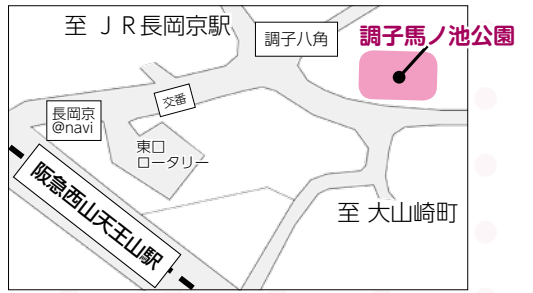 至 ＪＲ長岡京駅
調子八角
調子馬ノ池公園
交番
長岡京
@navi
東口
ロータリー
阪急西山天王山駅
至 大山崎町